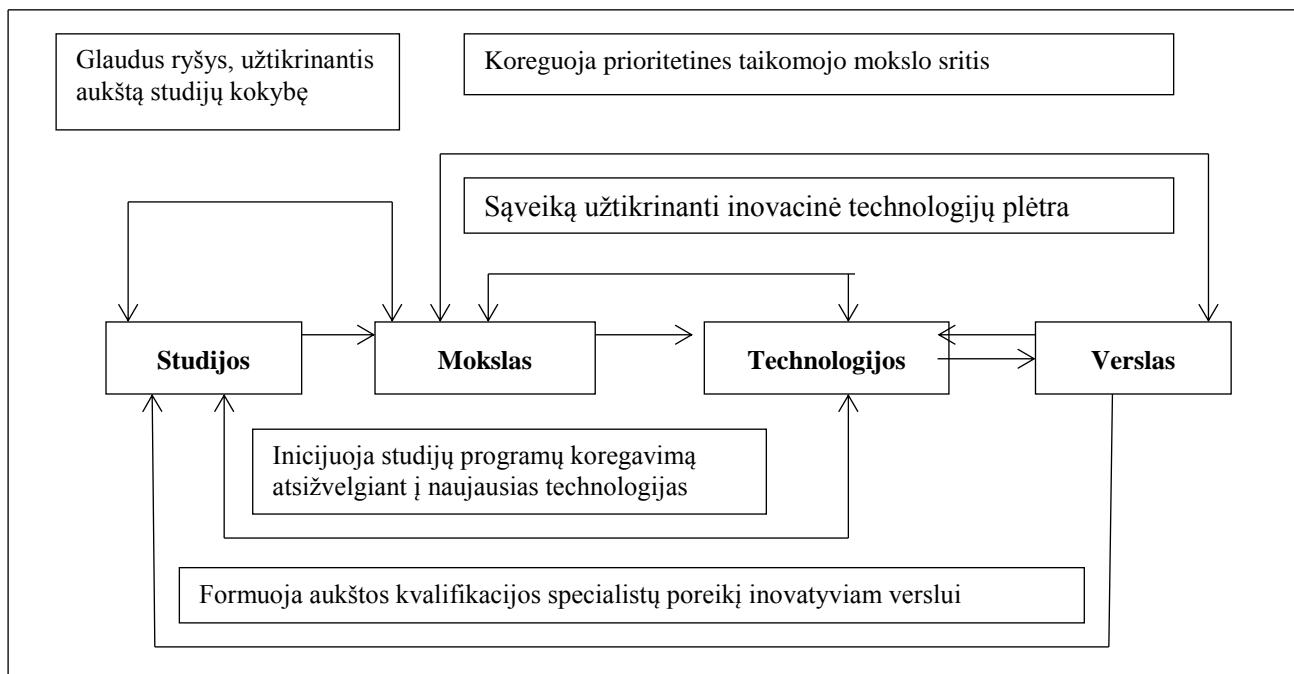 Glaudus ryšys, užtikrinantis
aukštą studijų kokybę
Koreguoja prioritetines taikomojo mokslo sritis
Sąveiką užtikrinanti inovacinė technologijų plėtra
Studijos
Mokslas
Technologijos
Verslas
Inicijuoja studijų programų koregavimą
atsižvelgiant į naujausias technologijas
Formuoja aukštos kvalifikacijos specialistų poreikį inovatyviam verslui